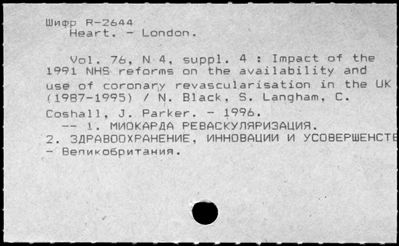 Шифр R-2644
Heart. - London.
Vol. 76, N 4, suppl. 4 : Impact of the
1991 NHS reforms on the availability and
use of coronary revascularisation in the UK
(1987-1995) / N. Black, S. Langham, C.
Coshall, J. Parker. - 1996.
-- 1. МИОКАРДА РЕВАСКУЛЯРИЗАЦИЯ.
2. ЗДРАВООХРАНЕНИЕ, ИННОВАЦИИ И УСОВЕРШЕНСТВ
- Великобритания.